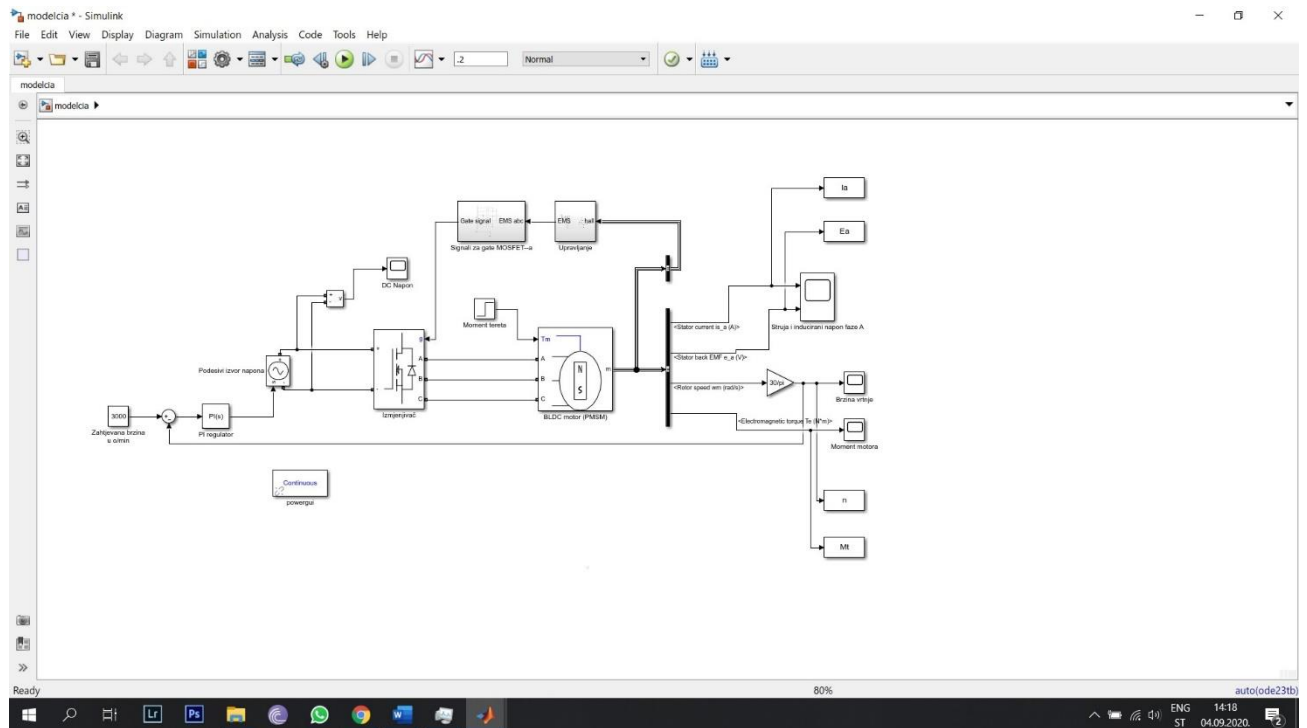 modelcia * - Simulink
File Edit View Display Diagram Simulation Analysis Code Tools Help
.2
Normal
modelcia
modelcia
Ia
Ea
Gate signal EMS abc
EMS hall
Signali za gate MOSFET--a
Upravljanje
DC Napon
v
Moment tereta
<Stator current is_a (A)>
Struja i inducirani napon faze A
g
Tm
+
A
A
m
<Stator back EMF e_a (V)>
Podesivi izvor napona
B
B
N
S
<Rotor speed wm (rad/s)>
30/pi
-
C
C
Brzina vrtnje
Izmjenjivač
BLDC motor (PMSM)
3000
PI(s)
<Electromagnetic torque Te (N*m)>
Zahtjevana brzina
u o/min
PI regulator
Moment motora
Continuous
powergui
n
Mt
Ready
80%
auto(ode23tb)
Lr
Ps
ENG
ST
14:18
04.09.2020.
2